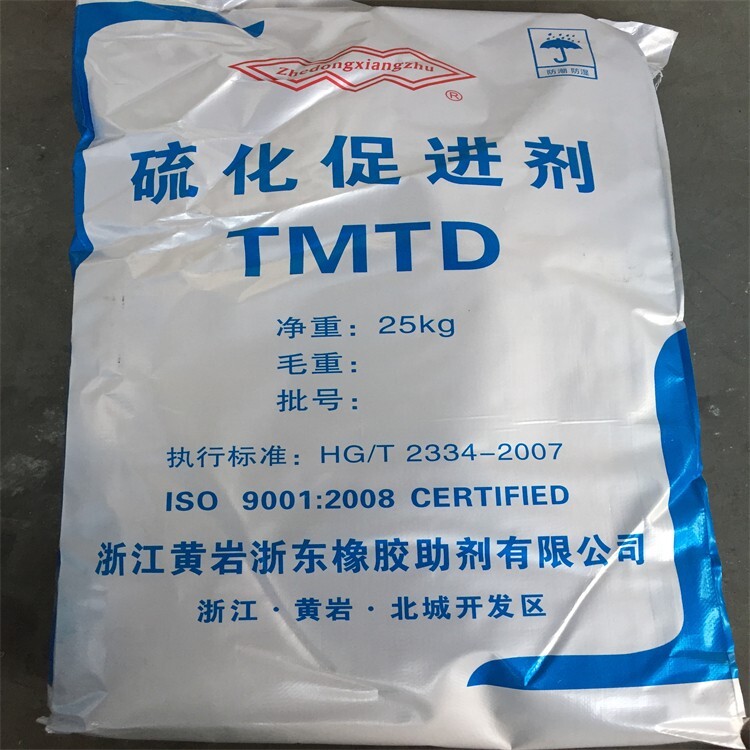 Zhedongxiangzhu
®
防潮 防湿
硫化促进剂
TMTD
净重：25kg
毛重：
批号：
执行标准：HG/T 2334-2007
ISO 9001:2008 CERTIFIED
浙江黄岩浙东橡胶助剂有限公司
浙江·黄岩·北城开发区